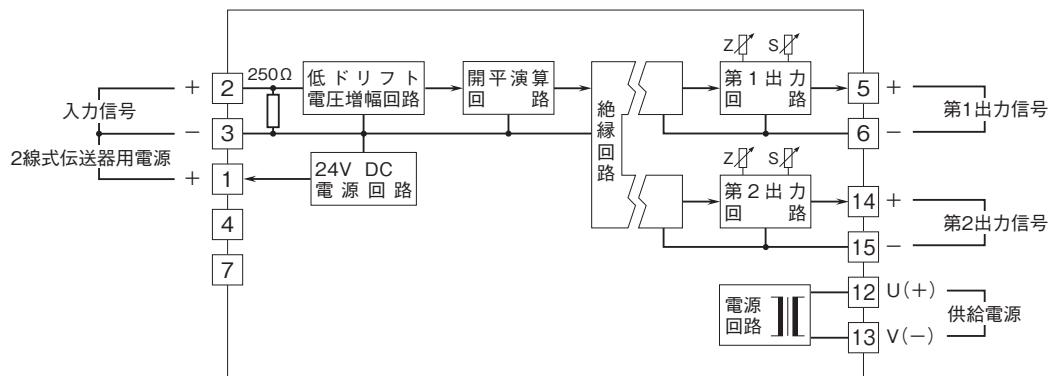 入力信号
2線式伝送器用電源
+
−
+
2
3
1
4
7
250Ω
低ドリフト
電圧増幅回路
24V DC
電源回路
開平演算
回路
絶縁回路
Z
S
第1出力
回路
Z
S
第2出力
回路
5
+
6
−
第1出力信号
14
+
15
−
第2出力信号
電源
回路
12
U(+)
13
V(−)
供給電源